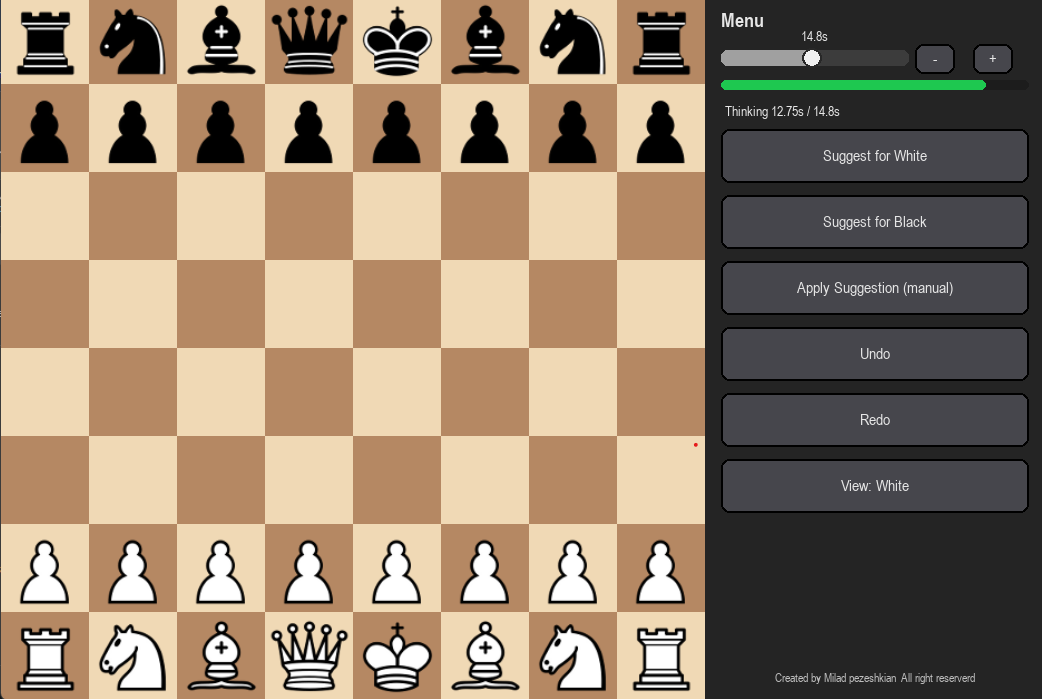 Menu
14.8s
-
+
Thinking 12.75s / 14.8s
Suggest for White
Suggest for Black
Apply Suggestion (manual)
Undo
Redo
View: White
Created by Milad pezeshkian All right reserverd